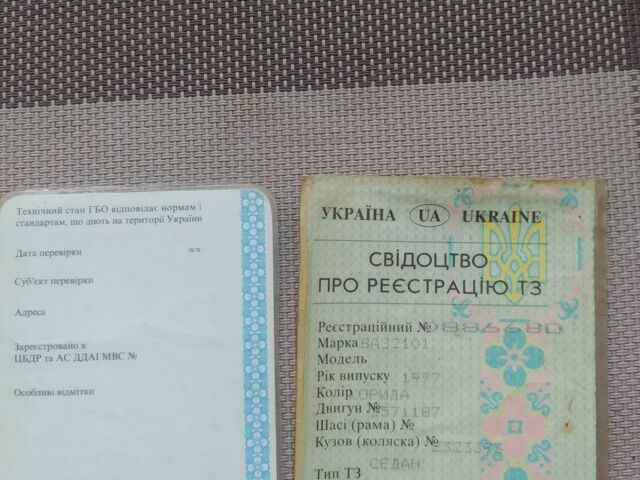 Технічний стан ГБО відповідає нормам і
стандартам, що діють на території України
Дата перевірки м.п.
Суб'єкт перевірки
Адреса
Зареєстровано в
ЦБДР та АС ДДАІ МВС №
Особливі відмітки
УКРАЇНА UA UKRAINE
СВІДОЦТВО
ПРО РЕЄСТРАЦІЮ ТЗ
Реєстраційний №
Марка ВАЗ2101
Модель
Рік випуску 1977
Колір
Двигун № 2571187
Шасі (рама) №
Кузов (коляска) №
СЕДАН
Тип ТЗ